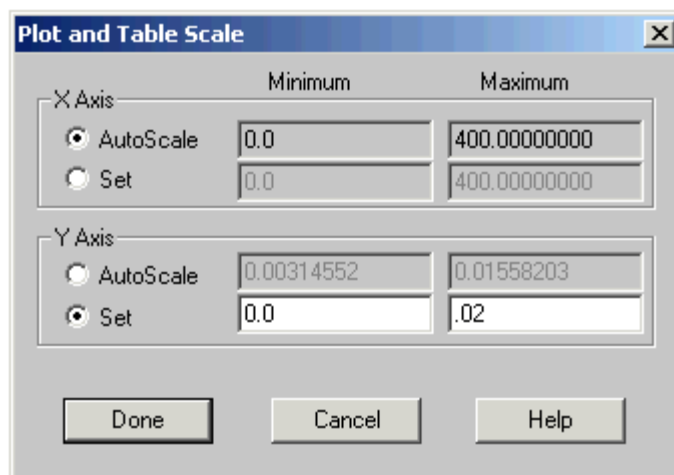 Plot and Table Scale
Minimum Maximum
X Axis
AutoScale 0.0 400.00000000
Set 0.0 400.00000000
Y Axis
AutoScale 0.00314552 0.01558203
Set 0.0 .02
Done Cancel Help